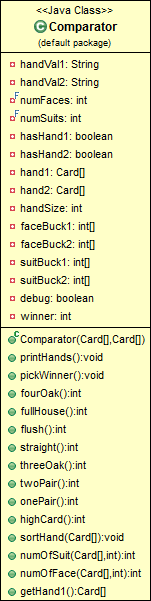 <<Java Class>>
C Comparator
(default package)
handVal1: String
handVal2: String
F numFaces: int
F numSuits: int
hasHand1: boolean
hasHand2: boolean
hand1: Card[]
hand2: Card[]
handSize: int
faceBuck1: int[]
faceBuck2: int[]
suitBuck1: int[]
suitBuck2: int[]
debug: boolean
winner: int
C Comparator(Card[],Card[])
printHands():void
pickWinner():void
fourOak():int
fullHouse():int
flush():int
straight():int
threeOak():int
twoPair():int
onePair():int
highCard():int
sortHand(Card[]):void
numOfSuit(Card[],int):int
numOfFace(Card[],int):int
getHand1():Card[]